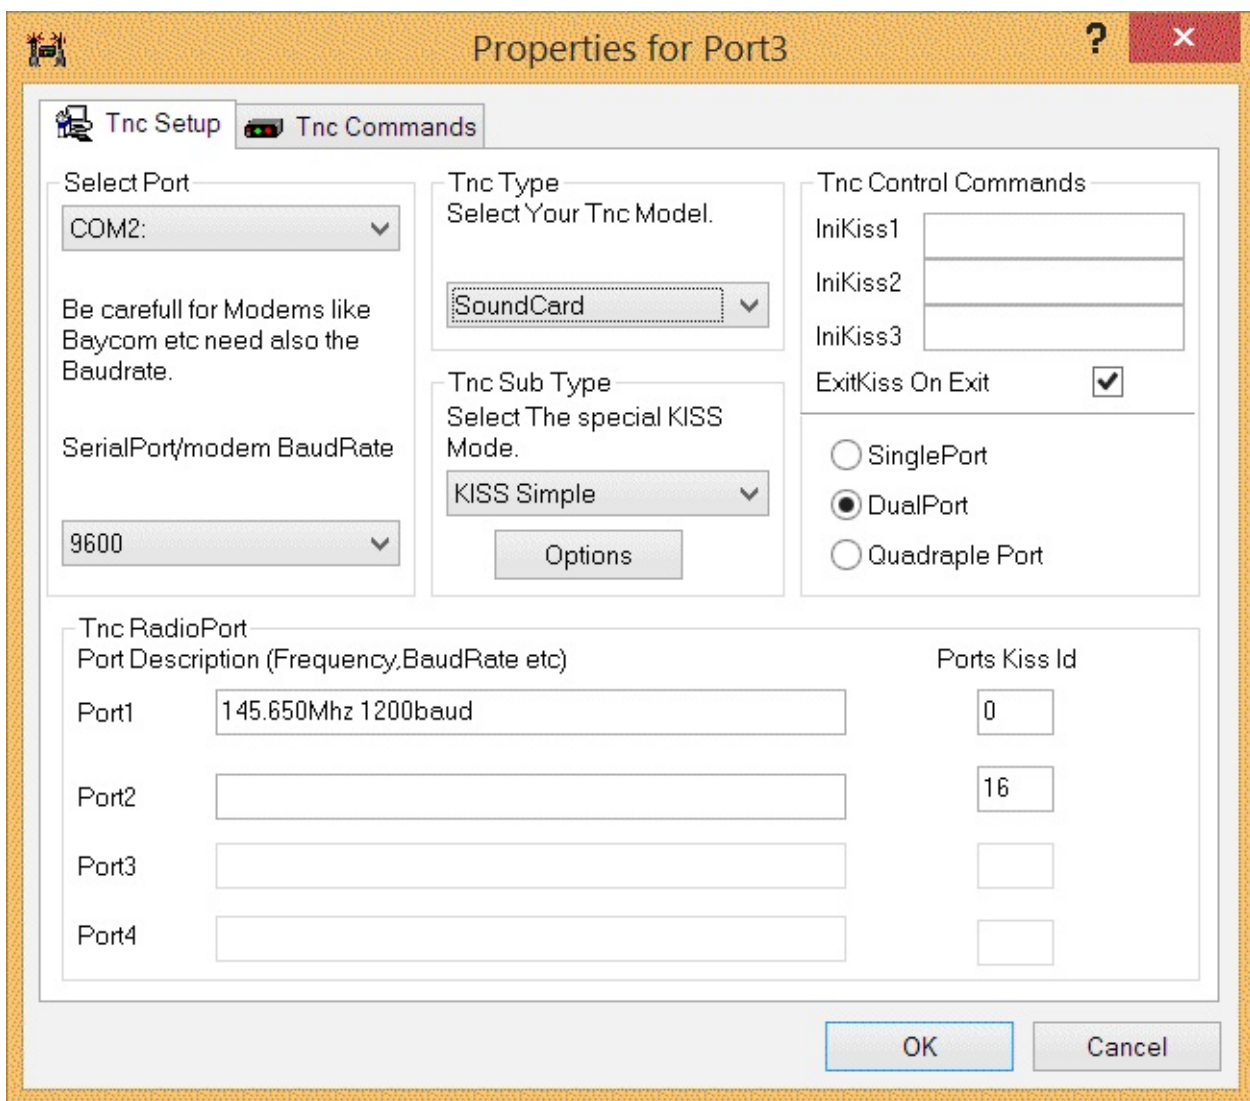 Properties for Port3
?
Tnc Setup
Tnc Commands
Select Port
COM2:
Be carefull for Modems like
Baycom etc need also the
Baudrate.
SerialPort/modem BaudRate
9600
Tnc Type
Select Your Tnc Model.
SoundCard
Tnc Sub Type
Select The special KISS
Mode.
KISS Simple
Options
Tnc Control Commands
IniKiss1
IniKiss2
IniKiss3
ExitKiss On Exit
SinglePort
DualPort
Quadraple Port
Tnc RadioPort
Port Description (Frequency,BaudRate etc)
Ports Kiss Id
Port1
145.650Mhz 1200baud
0
Port2
16
Port3
Port4
OK
Cancel